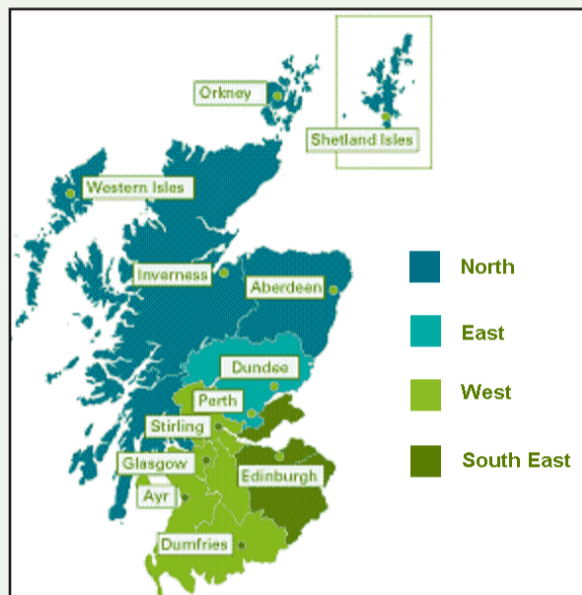 Orkney
Shetland Isles
Western Isles
Inverness
Aberdeen
North
East
Dundee
West
Perth
Stirling
Glasgow
Edinburgh
South East
Ayr
Dumfries